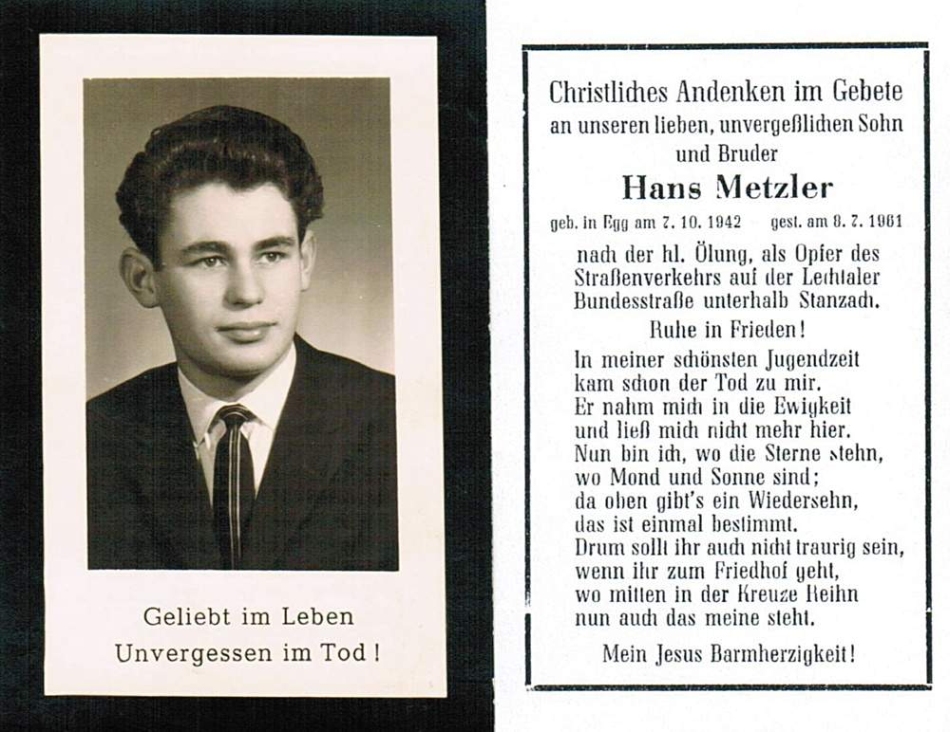 Geliebt im Leben
Unvergessen im Tod!
Christliches Andenken im Gebete
an unseren lieben, unvergeßlichen Sohn
und Bruder
Hans Metzler
geb. in Egg am 7. 10. 1942 gest. am 8. 7. 1961
nach der hl. Ölung, als Opfer des
Straßenverkehrs auf der Lechtaler
Bundesstraße unterhalb Stanzach.
Ruhe in Frieden!
In meiner schönsten Jugendzeit
kam schon der Tod zu mir.
Er nahm mich in die Ewigkeit
und ließ mich nicht mehr hier.
Nun bin ich, wo die Sterne stehn,
wo Mond und Sonne sind;
da oben gibt's ein Wiedersehn,
das ist einmal bestimmt.
Drum sollt ihr auch nicht traurig sein,
wenn ihr zum Friedhof geht,
wo mitten in der Kreuze Reihn
nun auch das meine steht.
Mein Jesus Barmherzigkeit!